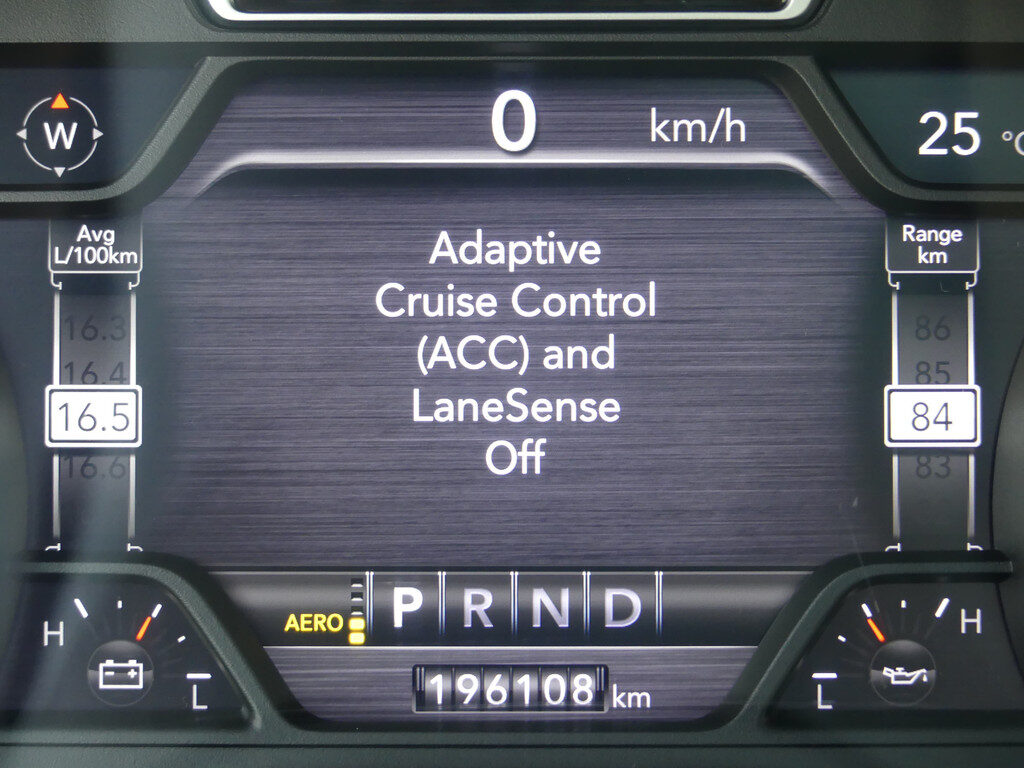 W
0 km/h
25 °C
Avg
L/100km
16.3
16.4
16.5
16.6
Range
km
86
85
84
83
Adaptive
Cruise Control
(ACC) and
LaneSense
Off
AERO P R N D
H
L
196108 km
L
H